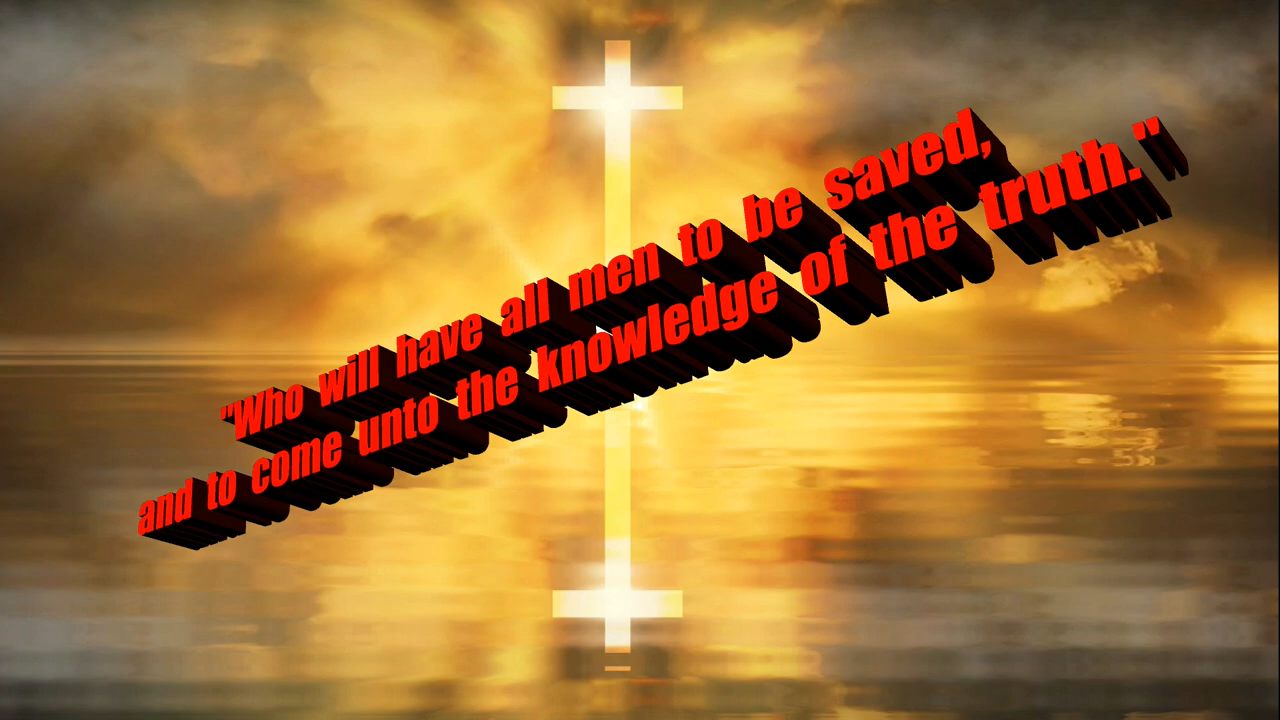 "Who will have all men to be saved,
and to come unto the knowledge of the truth."